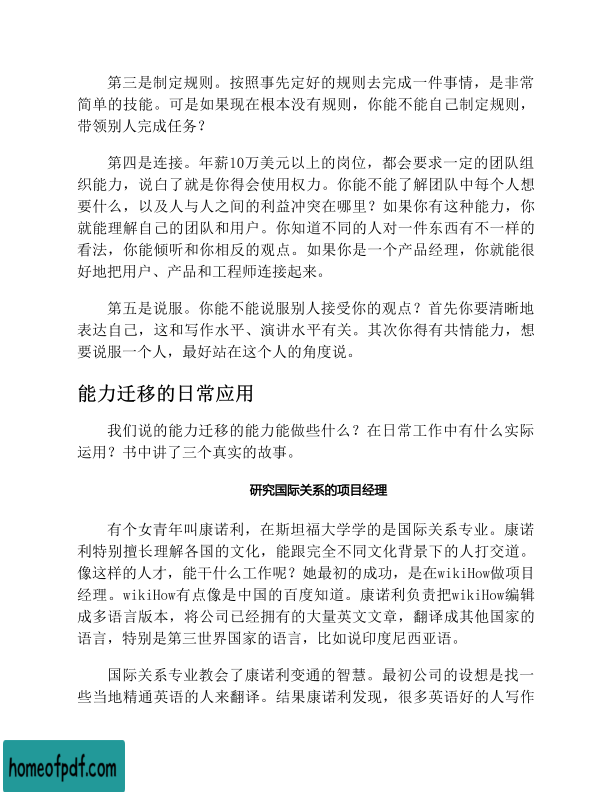 第三是制定规则。按照事先定好的规则去完成一件事情，是非常
简单的技能。可是如果现在根本没有规则，你能不能自己制定规则，
带领别人完成任务？
第四是连接。年薪10万美元以上的岗位，都会要求一定的团队组
织能力，说白了就是你得会使用权力。你能不能了解团队中每个人想
要什么，以及人与人之间的利益冲突在哪里？如果你有这种能力，你
就能理解自己的团队和用户。你知道不同的人对一件东西有不一样的
看法，你能倾听和你相反的观点。如果你是一个产品经理，你就能很
好地把用户、产品和工程师连接起来。
第五是说服。你能不能说服别人接受你的观点？首先你要清晰地
表达自己，这和写作水平、演讲水平有关。其次你得有共情能力，想
要说服一个人，最好站在这个人的角度说。
能力迁移的日常应用
我们说的能力迁移的能力能做些什么？在日常工作中有什么实际
运用？书中讲了三个真实的故事。
研究国际关系的项目经理
有个女青年叫康诺利，在斯坦福大学学的是国际关系专业。康诺
利特别擅长理解各国的文化，能跟完全不同文化背景下的人打交道。
像这样的人才，能干什么工作呢？她最初的成功，是在wikiHow做项目
经理。wikiHow有点像是中国的百度知道。康诺利负责把wikiHow编辑
成多语言版本，将公司已经拥有的大量英文文章，翻译成其他国家的
语言，特别是第三世界国家的语言，比如说印度尼西亚语。
国际关系专业教会了康诺利变通的智慧。最初公司的设想是找一
些当地精通英语的人来翻译。结果康诺利发现，很多英语好的人写作
homeofpdf.com